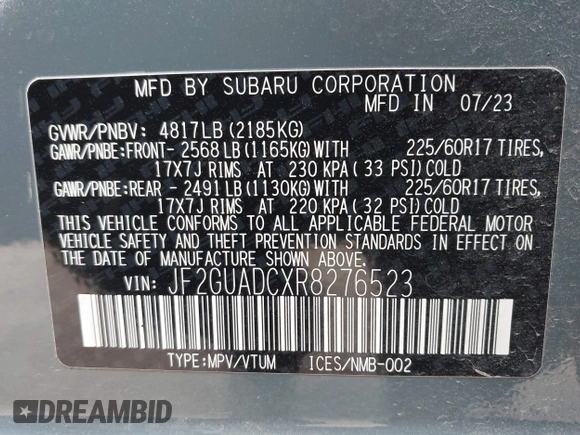 MFD BY SUBARU CORPORATION
MFD IN 07/23
GVWR/PNBV: 4817LB (2185KG)
GAWR/PNBE:FRONT- 2568LB (1165KG)WITH 225/60R17 TIRES,
17X7J RIMS AT 230 KPA ( 33 PSI) COLD
GAWR/PNBE:REAR - 2491LB (1130KG)WITH 225/60R17 TIRES,
17X7J RIMS AT 220 KPA ( 32 PSI) COLD
THIS VEHICLE CONFORMS TO ALL APPLICABLE FEDERAL MOTOR
VEHICLE SAFETY AND THEFT PREVENTION STANDARDS IN EFFECT ON
THE DATE OF MANUFACTURE SHOWN ABOVE.
VIN: JF2GUADCXR8276523
TYPE:MPV/VTUM ICES/NMB-002
DREAMBID